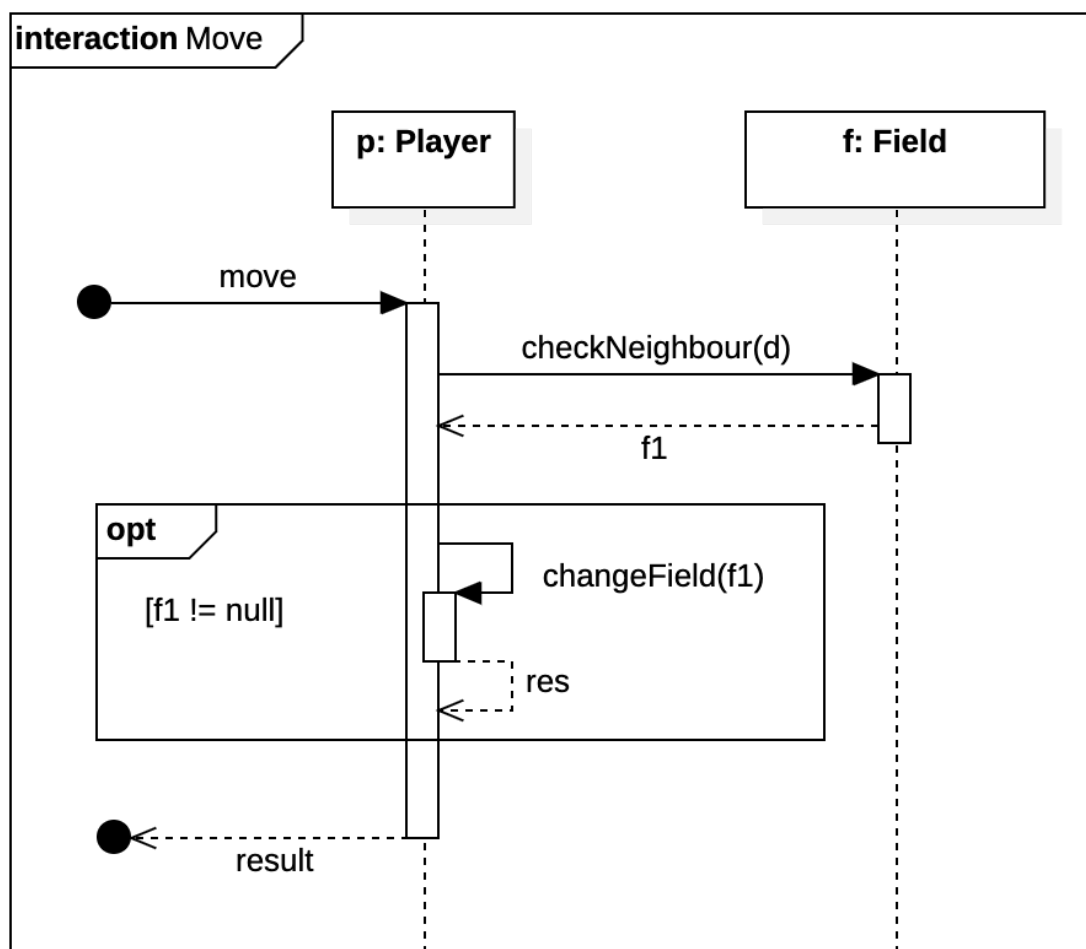 interaction Move
p: Player
f: Field
move
checkNeighbour(d)
f1
opt
changeField(f1)
[f1 != null]
res
result